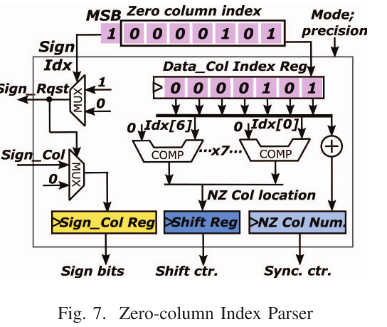 Zero column index
MSB
1 0 0 0 0 1 0 1
Mode;
precision
Sign
Idx
Data_Col Index Reg
Sign_Rqst
MUX
1
0
0 0 0 0 1 0 1
0 Idx[6]
0 Idx[0]
COMP
...x7...
COMP
+
Sign_Col
0
MUX
NZ Col location
Sign_Col Reg
Shift Reg
NZ Col Num.
Sign bits
Shift ctr.
Sync. ctr.
Fig. 7. Zero-column Index Parser